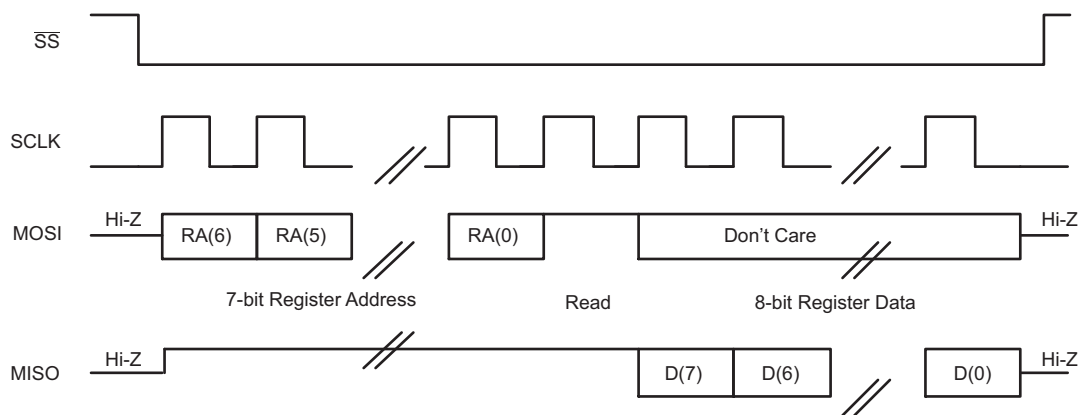 SS
SCLK
Hi-Z Hi-Z
MOSI RA(6) RA(5) RA(0) Don't Care
7-bit Register Address Read 8-bit Register Data
Hi-Z Hi-Z
MISO D(7) D(6) D(0)